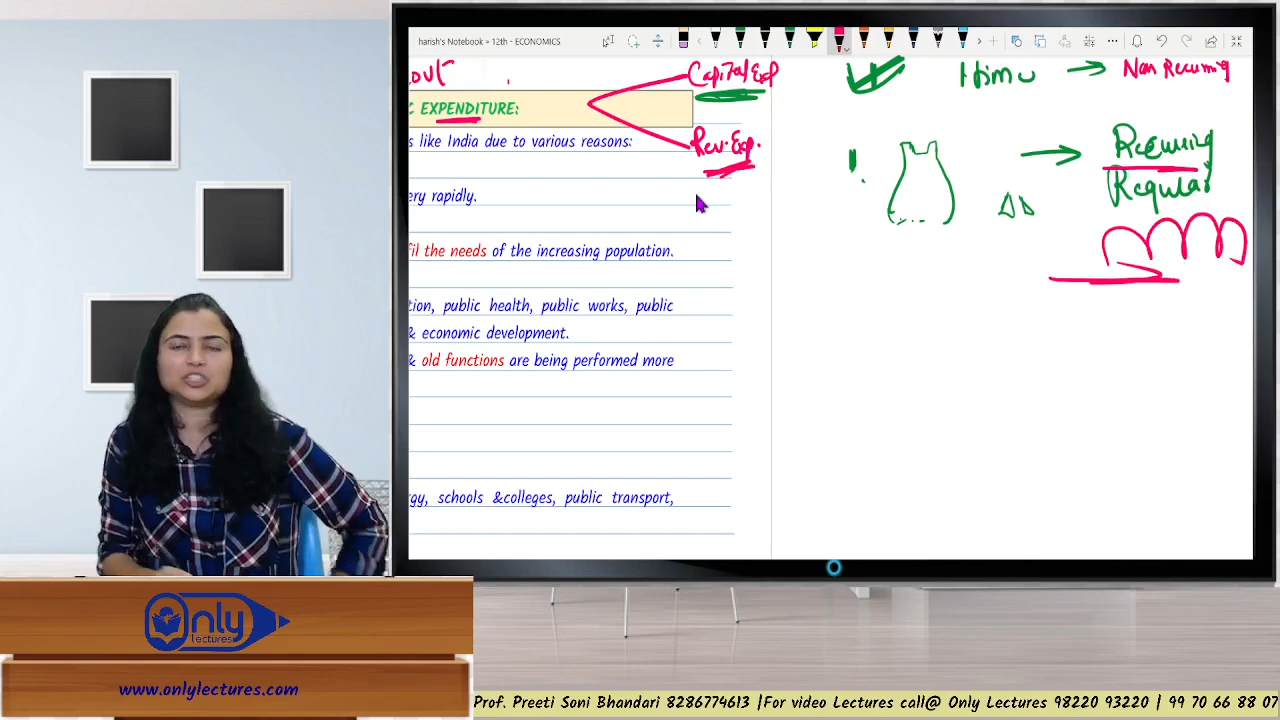 harish's Notebook » 12th - ECONOMICS
Capital Exp
Non Recurring
C EXPENDITURE:
s like India due to various reasons:
Rev. Exp.
Recurring
Regular
ery rapidly.
fil the needs of the increasing population.
tion, public health, public works, public
& economic development.
& old functions are being performed more
rgy, schools &colleges, public transport,
Only
lectures
www.onlylectures.com
Prof. Preeti Soni Bhandari 8286774613 |For video Lectures call@ Only Lectures 98220 93220 | 99 70 66 88 07